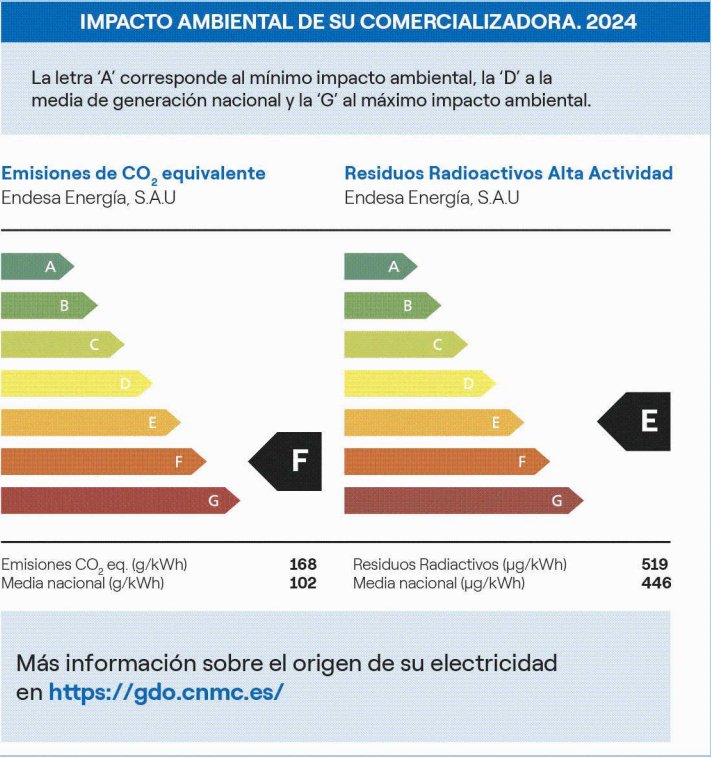 IMPACTO AMBIENTAL DE SU COMERCIALIZADORA. 2024
La letra ‘A’ corresponde al mínimo impacto ambiental, la ‘D’ a la
media de generación nacional y la ‘G’ al máximo impacto ambiental.
Emisiones de CO₂ equivalente
Endesa Energía, S.A.U
A
B
C
D
E
F
G
F
Emisiones CO₂ eq. (g/kWh) 168
Media nacional (g/kWh) 102
Residuos Radioactivos Alta Actividad
Endesa Energía, S.A.U
A
B
C
D
E
F
G
E
Residuos Radiactivos (µg/kWh) 519
Media nacional (µg/kWh) 446
Más información sobre el origen de su electricidad
en https://gdo.cnmc.es/